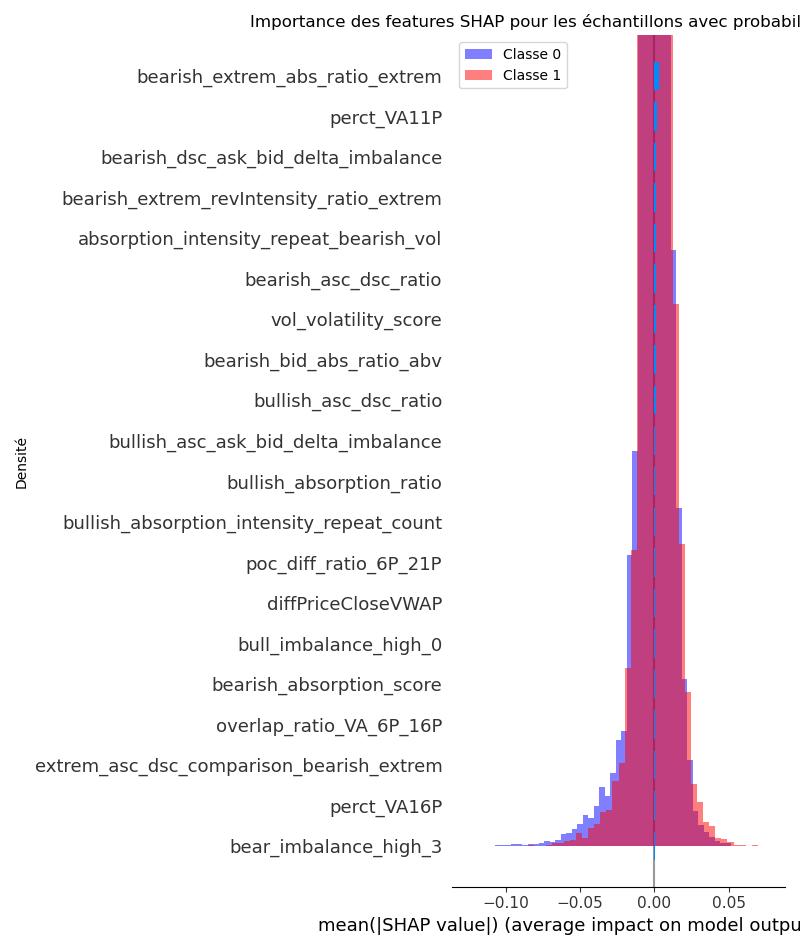 Importance des features SHAP pour les échantillons avec probabil
Classe 0
Classe 1
bearish_extrem_abs_ratio_extrem
perct_VA11P
bearish_dsc_ask_bid_delta_imbalance
bearish_extrem_revIntensity_ratio_extrem
absorption_intensity_repeat_bearish_vol
bearish_asc_dsc_ratio
vol_volatility_score
bearish_bid_abs_ratio_abv
bullish_asc_dsc_ratio
bullish_asc_ask_bid_delta_imbalance
Densité
bullish_absorption_ratio
bullish_absorption_intensity_repeat_count
poc_diff_ratio_6P_21P
diffPriceCloseVWAP
bull_imbalance_high_0
bearish_absorption_score
overlap_ratio_VA_6P_16P
extrem_asc_dsc_comparison_bearish_extrem
perct_VA16P
bear_imbalance_high_3
−0.10 −0.05 0.00 0.05
mean(|SHAP value|) (average impact on model outpu